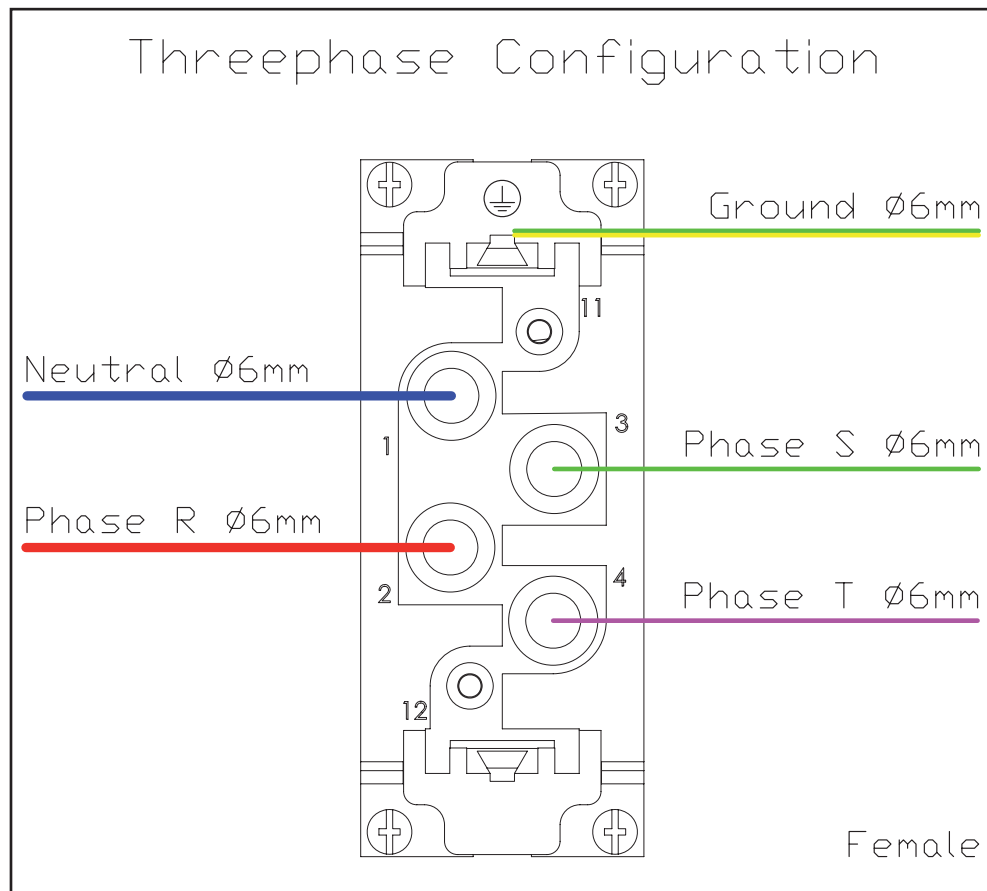 Threephase Configuration
Ground Ø6mm
11
Neutral Ø6mm
3
1
Phase S Ø6mm
Phase R Ø6mm
4
2
Phase T Ø6mm
12
Female